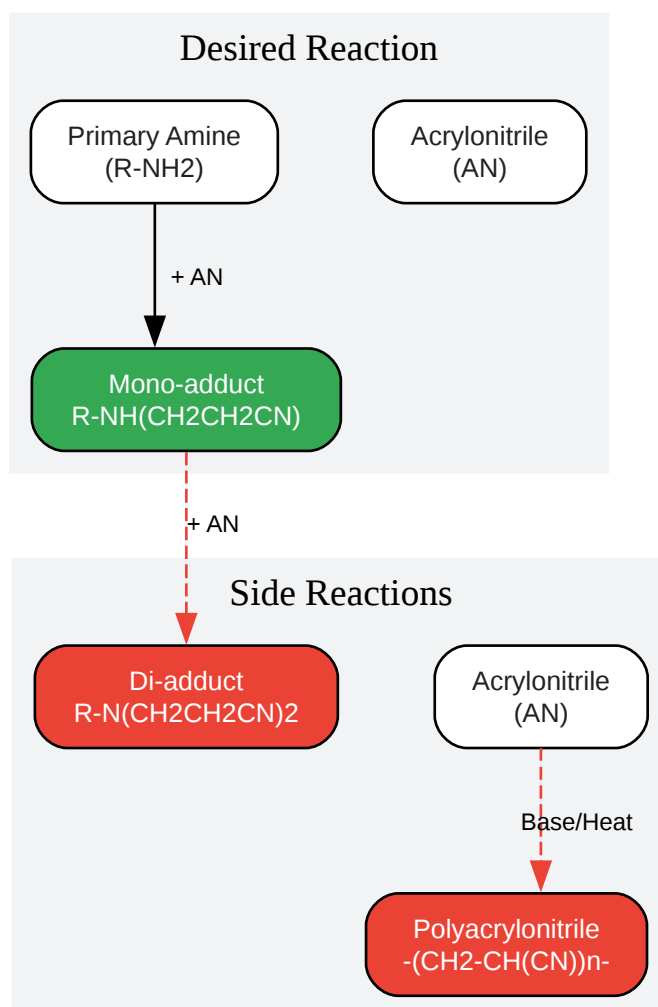 Desired Reaction
Primary Amine
(R-NH2)
Acrylonitrile
(AN)
+ AN
Mono-adduct
R-NH(CH2CH2CN)
+ AN
Side Reactions
Di-adduct
R-N(CH2CH2CN)2
Acrylonitrile
(AN)
Base/Heat
Polyacrylonitrile
-(CH2-CH(CN))n-